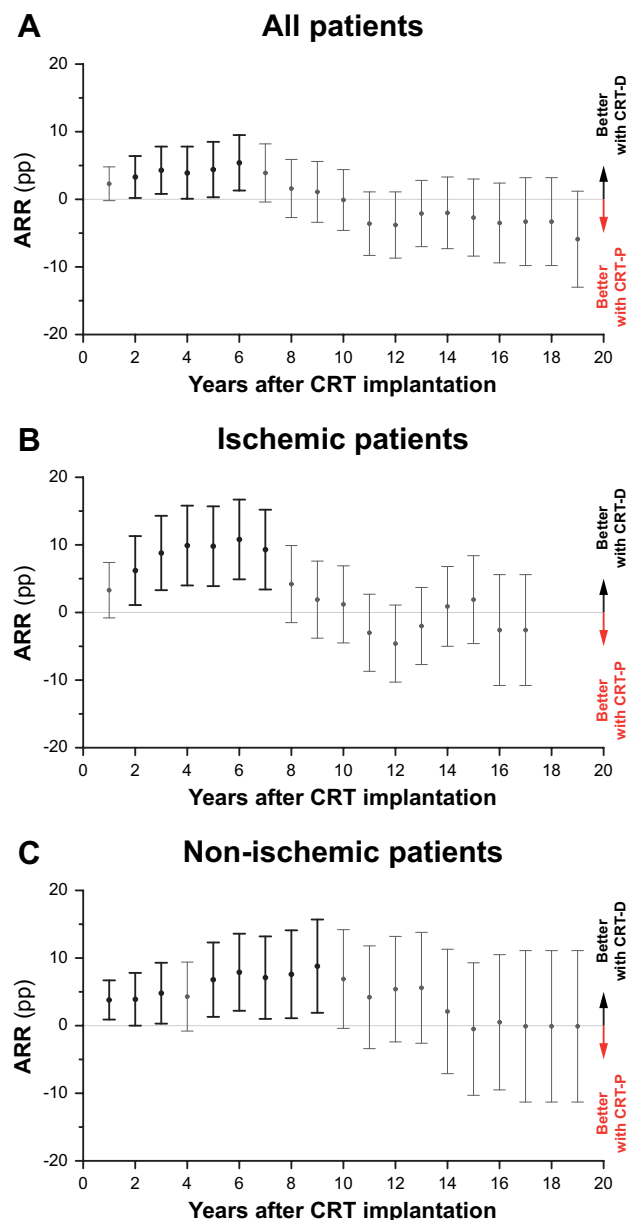 A All patients
20
10
0
-10
-20
ARR (pp)
0 2 4 6 8 10 12 14 16 18 20
Years after CRT implantation
Better
with CRT-D
Better
with CRT-P
B Ischemic patients
20
10
0
-10
-20
ARR (pp)
0 2 4 6 8 10 12 14 16 18 20
Years after CRT implantation
Better
with CRT-D
Better
with CRT-P
C Non-ischemic patients
20
10
0
-10
-20
ARR (pp)
0 2 4 6 8 10 12 14 16 18 20
Years after CRT implantation
Better
with CRT-D
Better
with CRT-P